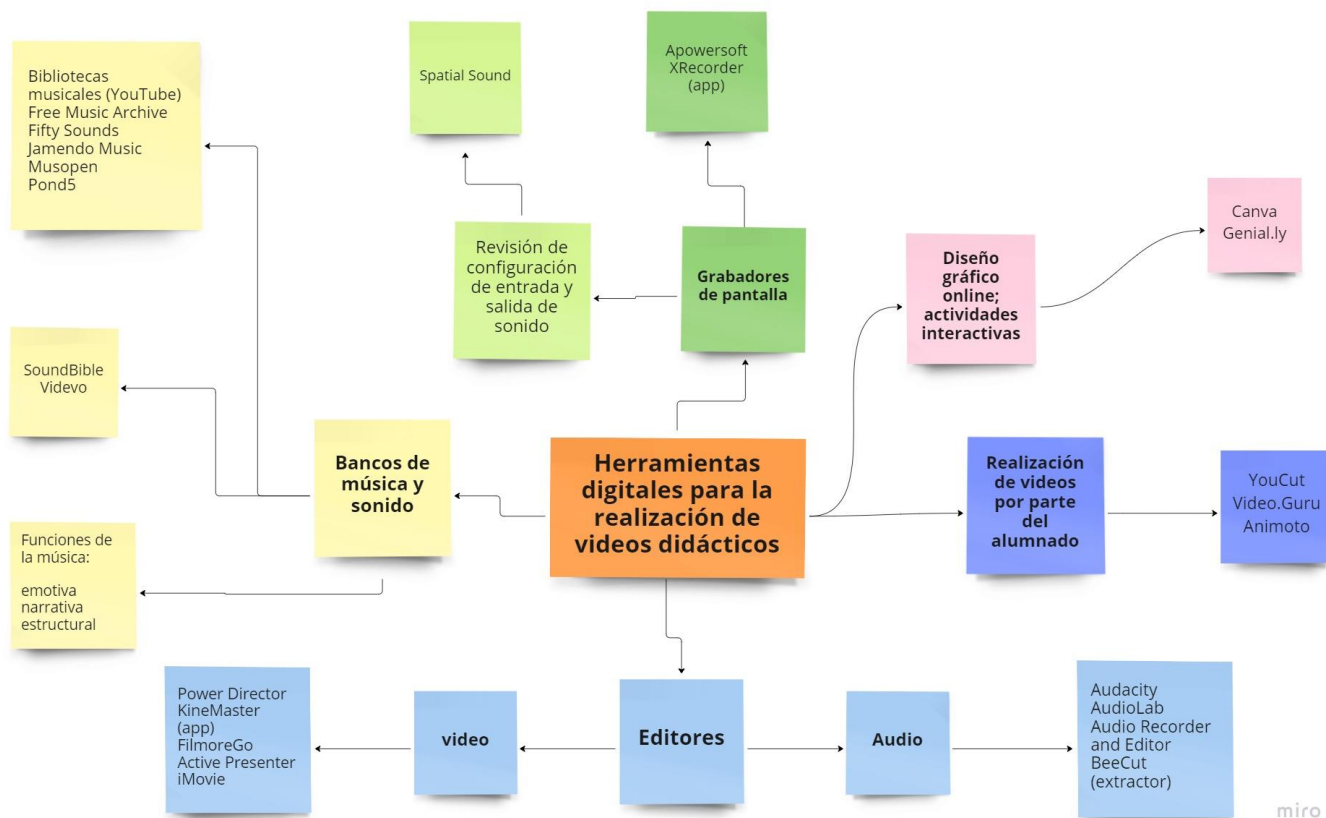 Bibliotecas
musicales (YouTube)
Free Music Archive
Fifty Sounds
Jamendo Music
Musopen
Pond5
Spatial Sound
Apowersoft
XRecorder
(app)
Revisión de
configuración
de entrada y
salida de
sonido
Grabadores
de pantalla
Diseño
gráfico
online;
actividades
interactivas
Canva
Genial.ly
SoundBible
Videvo
Bancos de
música y
sonido
Herramientas
digitales para la
realización de
videos didácticos
Realización
de videos
por parte
del
alumnado
YouCut
Video.Guru
Animoto
Funciones de
la música:
emotiva
narrativa
estructural
Power Director
KineMaster
(app)
FilmoreGo
Active Presenter
iMovie
video
Editores
Audio
Audacity
AudioLab
Audio Recorder
and Editor
BeeCut
(extractor)
miro